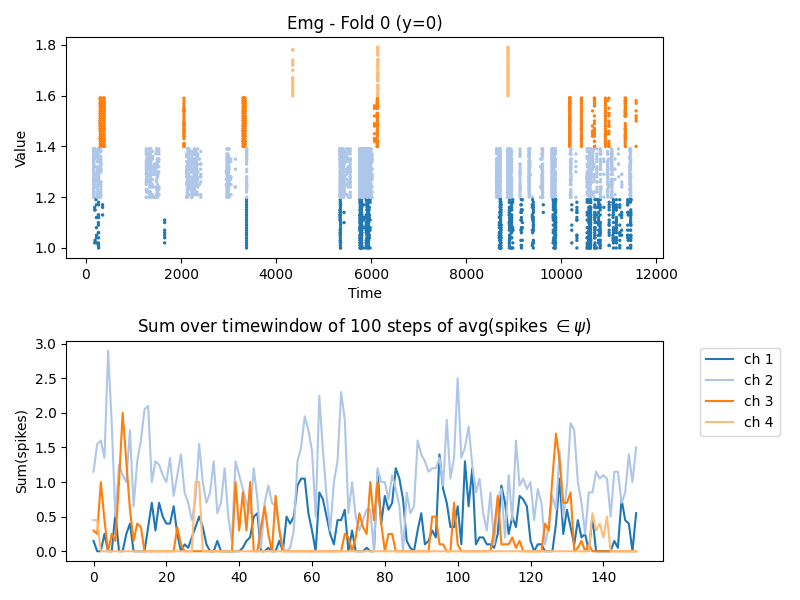 Emg - Fold 0 (y=0)
1.8
1.6
1.4
1.2
1.0
Value
0 2000 4000 6000 8000 10000 12000
Time
Sum over timewindow of 100 steps of avg(spikes ∈ ψ)
3.0
2.5
2.0
1.5
1.0
0.5
0.0
Sum(spikes)
0 20 40 60 80 100 120 140
ch 1
ch 2
ch 3
ch 4